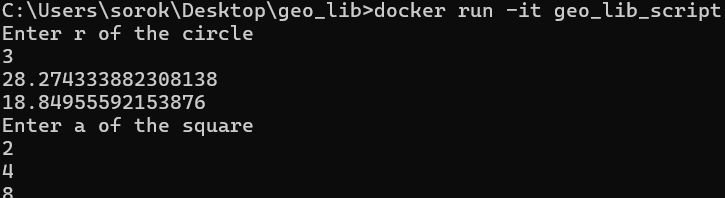 C:\Users\sorok\Desktop\geo_lib>docker run -it geo_lib_script
Enter r of the circle
3
28.274333882308138
18.84955592153876
Enter a of the square
2
4
8